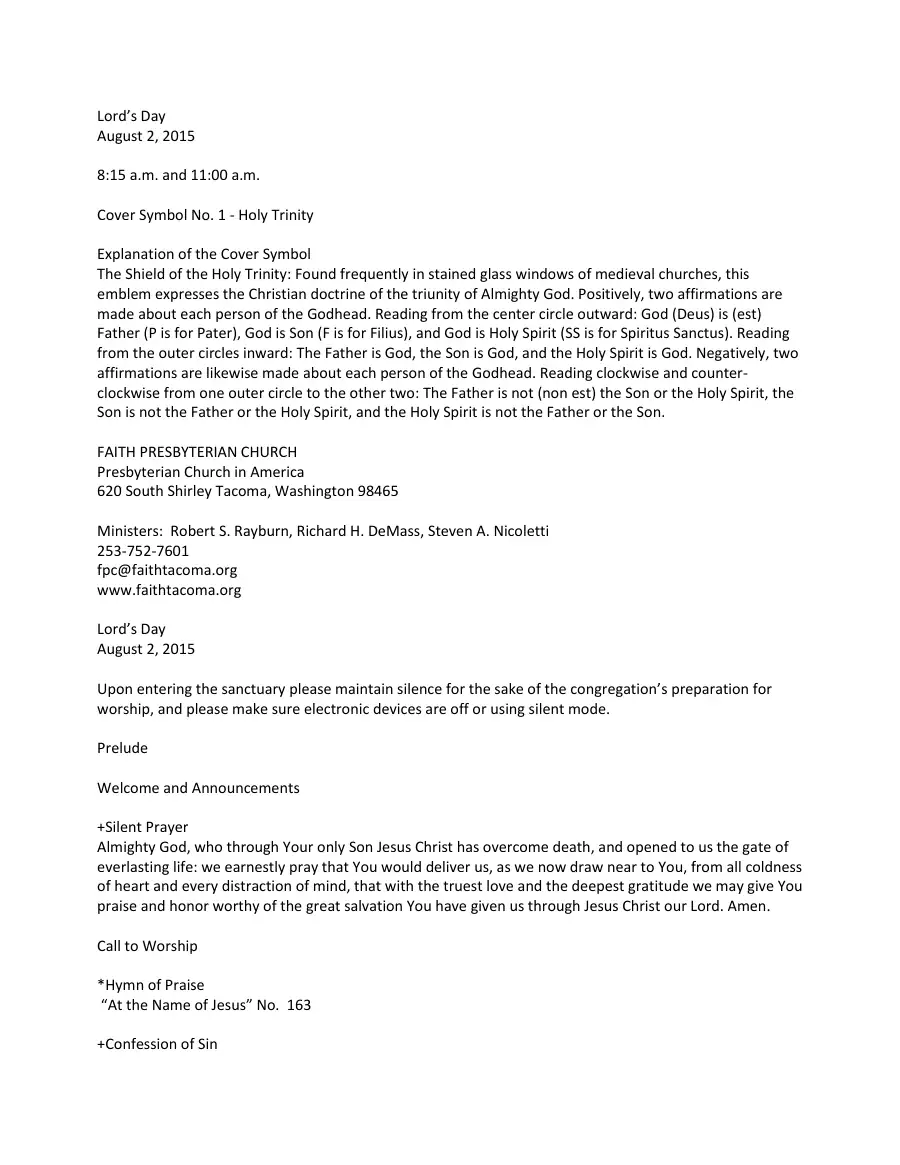 Lord’s Day
August 2, 2015
8:15 a.m. and 11:00 a.m.
Cover Symbol No. 1 - Holy Trinity
Explanation of the Cover Symbol
The Shield of the Holy Trinity: Found frequently in stained glass windows of medieval churches, this
emblem expresses the Christian doctrine of the triunity of Almighty God. Positively, two affirmations are
made about each person of the Godhead. Reading from the center circle outward: God (Deus) is (est)
Father (P is for Pater), God is Son (F is for Filius), and God is Holy Spirit (SS is for Spiritus Sanctus). Reading
from the outer circles inward: The Father is God, the Son is God, and the Holy Spirit is God. Negatively, two
affirmations are likewise made about each person of the Godhead. Reading clockwise and counter-
clockwise from one outer circle to the other two: The Father is not (non est) the Son or the Holy Spirit, the
Son is not the Father or the Holy Spirit, and the Holy Spirit is not the Father or the Son.
FAITH PRESBYTERIAN CHURCH
Presbyterian Church in America
620 South Shirley Tacoma, Washington 98465
Ministers:  Robert S. Rayburn, Richard H. DeMass, Steven A. Nicoletti
253-752-7601
fpc@faithtacoma.org
www.faithtacoma.org
Lord’s Day
August 2, 2015
Upon entering the sanctuary please maintain silence for the sake of the congregation’s preparation for
worship, and please make sure electronic devices are off or using silent mode.
Prelude
Welcome and Announcements
+Silent Prayer
Almighty God, who through Your only Son Jesus Christ has overcome death, and opened to us the gate of
everlasting life: we earnestly pray that You would deliver us, as we now draw near to You, from all coldness
of heart and every distraction of mind, that with the truest love and the deepest gratitude we may give You
praise and honor worthy of the great salvation You have given us through Jesus Christ our Lord. Amen.
Call to Worship
*Hymn of Praise
“At the Name of Jesus” No.  163
+Confession of Sin